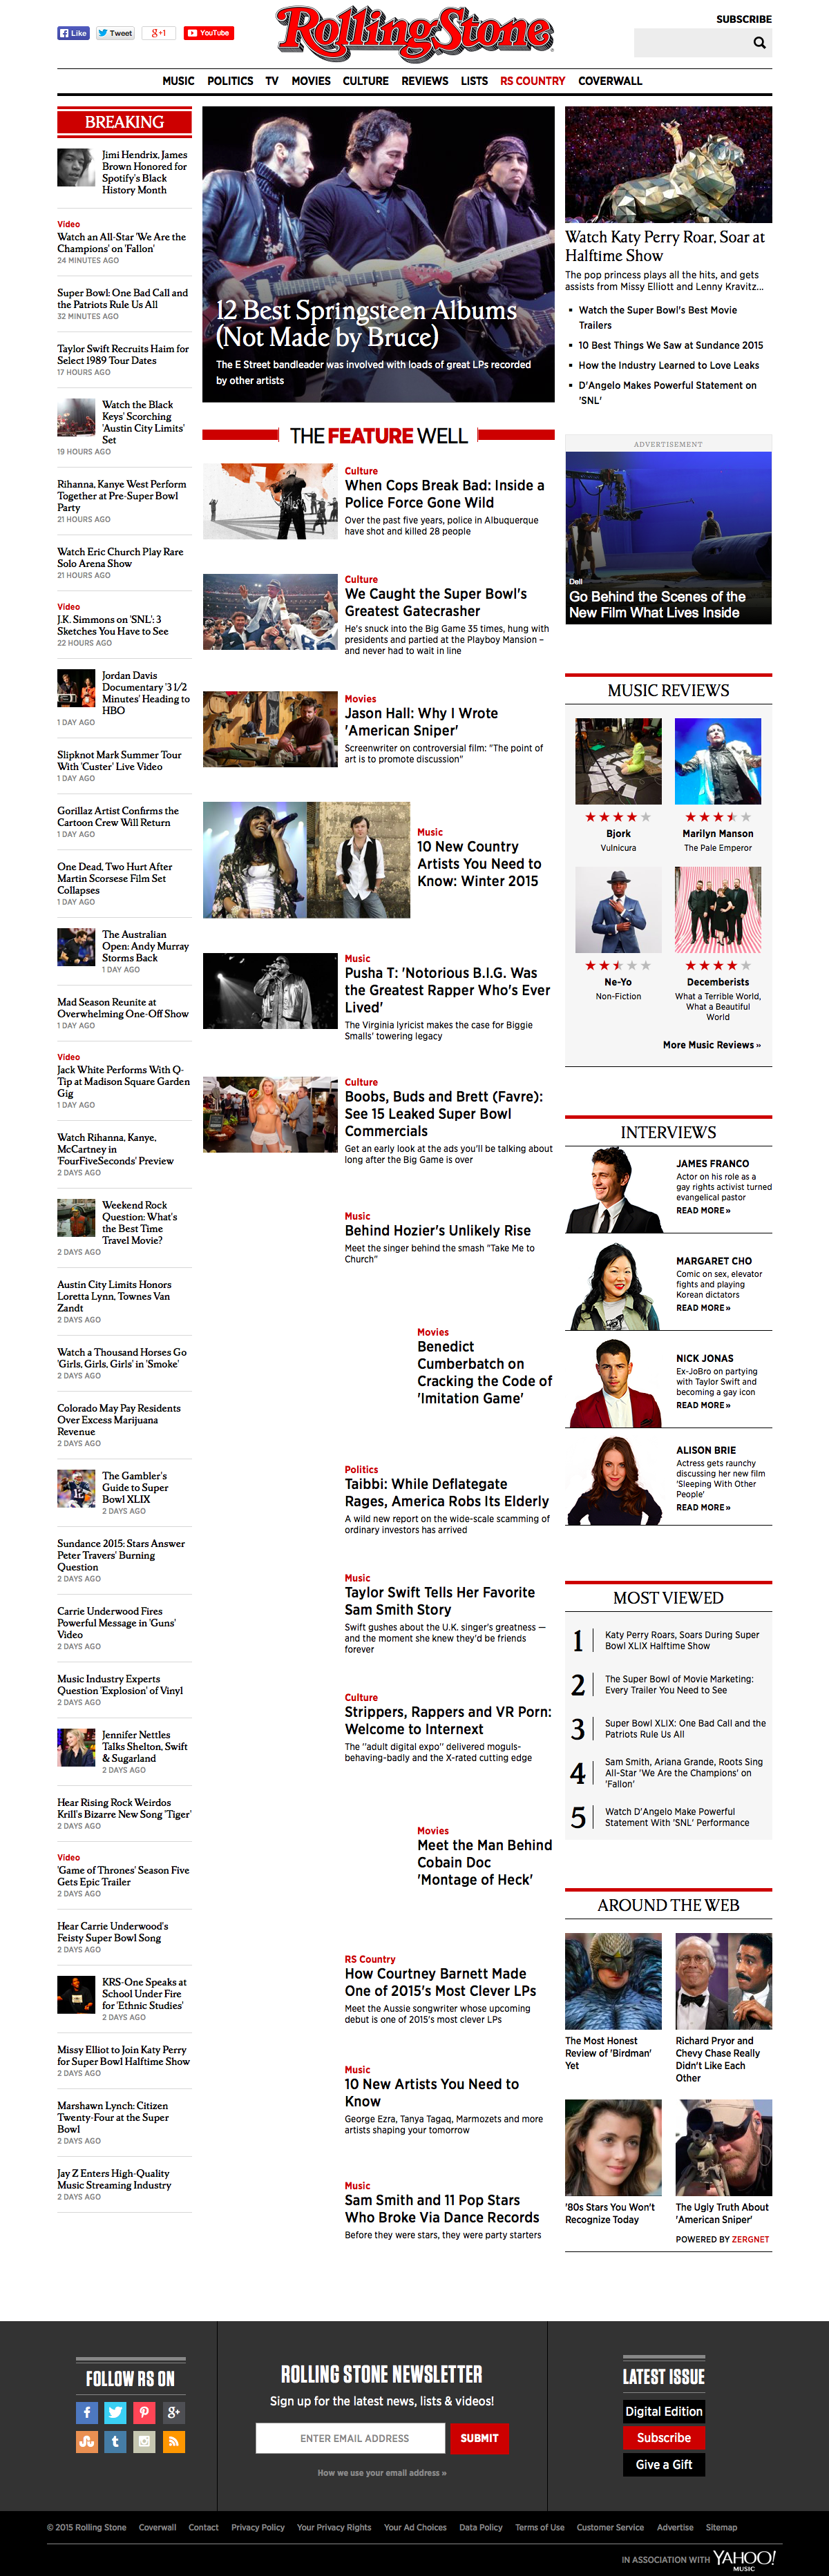 Like
Tweet
g+1
YouTube
RollingStone
SUBSCRIBE
MUSIC POLITICS TV MOVIES CULTURE REVIEWS LISTS RS COUNTRY COVERWALL
BREAKING
Jimi Hendrix, James
Brown Honored for
Spotify's Black
History Month
Video
Watch an All-Star 'We Are the
Champions' on 'Fallon'
24 MINUTES AGO
Super Bowl: One Bad Call and
the Patriots Rule Us All
32 MINUTES AGO
Taylor Swift Recruits Haim for
Select 1989 Tour Dates
17 HOURS AGO
Watch the Black
Keys' Scorching
'Austin City Limits'
Set
19 HOURS AGO
Rihanna, Kanye West Perform
Together at Pre-Super Bowl
Party
21 HOURS AGO
Watch Eric Church Play Rare
Solo Arena Show
21 HOURS AGO
Video
J.K. Simmons on 'SNL': 3
Sketches You Have to See
22 HOURS AGO
Jordan Davis
Documentary '3 1/2
Minutes' Heading to
HBO
1 DAY AGO
Slipknot Mark Summer Tour
With 'Custer' Live Video
1 DAY AGO
Gorillaz Artist Confirms the
Cartoon Crew Will Return
1 DAY AGO
One Dead, Two Hurt After
Martin Scorsese Film Set
Collapses
1 DAY AGO
The Australian
Open: Andy Murray
Storms Back
1 DAY AGO
Mad Season Reunite at
Overwhelming One-Off Show
1 DAY AGO
Video
Jack White Performs With Q-
Tip at Madison Square Garden
Gig
1 DAY AGO
Watch Rihanna, Kanye,
McCartney in
'FourFiveSeconds' Preview
2 DAYS AGO
Weekend Rock
Question: What's
the Best Time
Travel Movie?
2 DAYS AGO
Austin City Limits Honors
Loretta Lynn, Townes Van
Zandt
2 DAYS AGO
Watch a Thousand Horses Go
'Girls, Girls, Girls' in 'Smoke'
2 DAYS AGO
Colorado May Pay Residents
Over Excess Marijuana
Revenue
2 DAYS AGO
The Gambler's
Guide to Super
Bowl XLIX
2 DAYS AGO
Sundance 2015: Stars Answer
Peter Travers' Burning
Question
2 DAYS AGO
Carrie Underwood Fires
Powerful Message in 'Guns'
Video
2 DAYS AGO
Music Industry Experts
Question 'Explosion' of Vinyl
2 DAYS AGO
Jennifer Nettles
Talks Shelton, Swift
& Sugarland
2 DAYS AGO
Hear Rising Rock Weirdos
Krill's Bizarre New Song 'Tiger'
2 DAYS AGO
Video
'Game of Thrones' Season Five
Gets Epic Trailer
2 DAYS AGO
Hear Carrie Underwood's
Feisty Super Bowl Song
2 DAYS AGO
KRS-One Speaks at
School Under Fire
for 'Ethnic Studies'
2 DAYS AGO
Missy Elliot to Join Katy Perry
for Super Bowl Halftime Show
2 DAYS AGO
Marshawn Lynch: Citizen
Twenty-Four at the Super
Bowl
2 DAYS AGO
Jay Z Enters High-Quality
Music Streaming Industry
2 DAYS AGO
12 Best Springsteen Albums
(Not Made by Bruce)
The E Street bandleader was involved with loads of great LPs recorded
by other artists
THE FEATURE WELL
Culture
When Cops Break Bad: Inside a
Police Force Gone Wild
Over the past five years, police in Albuquerque
have shot and killed 28 people
Culture
We Caught the Super Bowl's
Greatest Gatecrasher
He's snuck into the Big Game 35 times, hung with
presidents and partied at the Playboy Mansion –
and never had to wait in line
Movies
Jason Hall: Why I Wrote
'American Sniper'
Screenwriter on controversial film: "The point of
art is to promote discussion"
Music
10 New Country
Artists You Need to
Know: Winter 2015
Music
Pusha T: 'Notorious B.I.G. Was
the Greatest Rapper Who's Ever
Lived'
The Virginia lyricist makes the case for Biggie
Smalls' towering legacy
Culture
Boobs, Buds and Brett (Favre):
See 15 Leaked Super Bowl
Commercials
Get an early look at the ads you'll be talking about
long after the Big Game is over
Music
Behind Hozier's Unlikely Rise
Meet the singer behind the smash "Take Me to
Church"
Movies
Benedict
Cumberbatch on
Cracking the Code of
'Imitation Game'
Politics
Taibbi: While Deflategate
Rages, America Robs Its Elderly
A wild new report on the wide-scale scamming of
ordinary investors has arrived
Music
Taylor Swift Tells Her Favorite
Sam Smith Story
Swift gushes about the U.K. singer's greatness —
and the moment she knew they'd be friends
forever
Culture
Strippers, Rappers and VR Porn:
Welcome to Internext
The "adult digital expo" delivered moguls-
behaving-badly and the X-rated cutting edge
Movies
Meet the Man Behind
Cobain Doc
'Montage of Heck'
RS Country
How Courtney Barnett Made
One of 2015's Most Clever LPs
Meet the Aussie songwriter whose upcoming
debut is one of 2015's most clever LPs
Music
10 New Artists You Need to
Know
George Ezra, Tanya Tagaq, Marmozets and more
artists shaping your tomorrow
Music
Sam Smith and 11 Pop Stars
Who Broke Via Dance Records
Before they were stars, they were party starters
Watch Katy Perry Roar, Soar at
Halftime Show
The pop princess plays all the hits, and gets
assists from Missy Elliott and Lenny Kravitz...
Watch the Super Bowl's Best Movie
Trailers
10 Best Things We Saw at Sundance 2015
How the Industry Learned to Love Leaks
D'Angelo Makes Powerful Statement on
'SNL'
ADVERTISEMENT
Dell
Go Behind the Scenes of the
New Film What Lives Inside
MUSIC REVIEWS
Bjork
Vulnicura
Marilyn Manson
The Pale Emperor
Ne-Yo
Non-Fiction
Decemberists
What a Terrible World,
What a Beautiful
World
More Music Reviews »
INTERVIEWS
JAMES FRANCO
Actor on his role as a
gay rights activist turned
evangelical pastor
READ MORE »
MARGARET CHO
Comic on sex, elevator
fights and playing
Korean dictators
READ MORE »
NICK JONAS
Ex-JoBro on partying
with Taylor Swift and
becoming a gay icon
READ MORE »
ALISON BRIE
Actress gets raunchy
discussing her new film
'Sleeping With Other
People'
READ MORE »
MOST VIEWED
1 Katy Perry Roars, Soars During Super
Bowl XLIX Halftime Show
2 The Super Bowl of Movie Marketing:
Every Trailer You Need to See
3 Super Bowl XLIX: One Bad Call and the
Patriots Rule Us All
4 Sam Smith, Ariana Grande, Roots Sing
All-Star 'We Are the Champions' on
'Fallon'
5 Watch D'Angelo Make Powerful
Statement With 'SNL' Performance
AROUND THE WEB
The Most Honest
Review of 'Birdman'
Yet
Richard Pryor and
Chevy Chase Really
Didn't Like Each
Other
'80s Stars You Won't
Recognize Today
The Ugly Truth About
'American Sniper'
POWERED BY ZERGNET
FOLLOW RS ON
ROLLING STONE NEWSLETTER
Sign up for the latest news, lists & videos!
ENTER EMAIL ADDRESS
SUBMIT
How we use your email address »
LATEST ISSUE
Digital Edition
Subscribe
Give a Gift
© 2015 Rolling Stone Coverwall Contact Privacy Policy Your Privacy Rights Your Ad Choices Data Policy Terms of Use Customer Service Advertise Sitemap
IN ASSOCIATION WITH YAHOO!
MUSIC